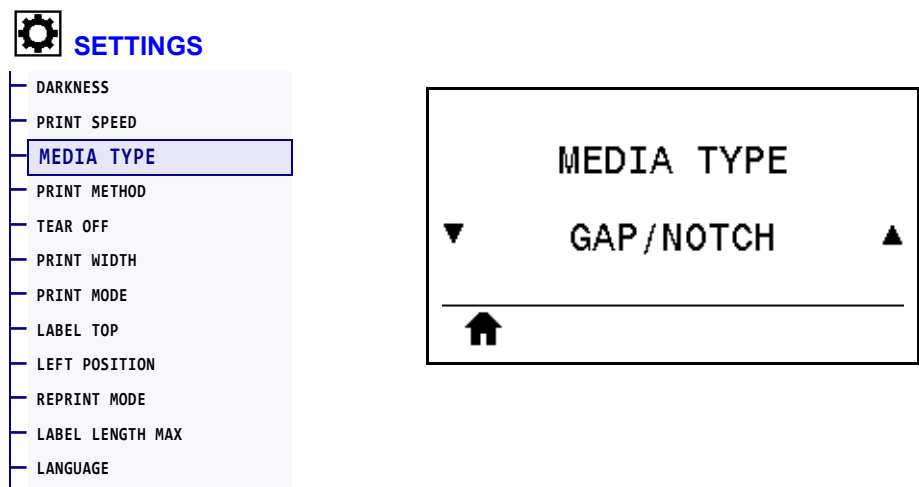 SETTINGS
DARKNESS
PRINT SPEED
MEDIA TYPE
PRINT METHOD
TEAR OFF
PRINT WIDTH
PRINT MODE
LABEL TOP
LEFT POSITION
REPRINT MODE
LABEL LENGTH MAX
LANGUAGE
MEDIA TYPE
GAP/NOTCH